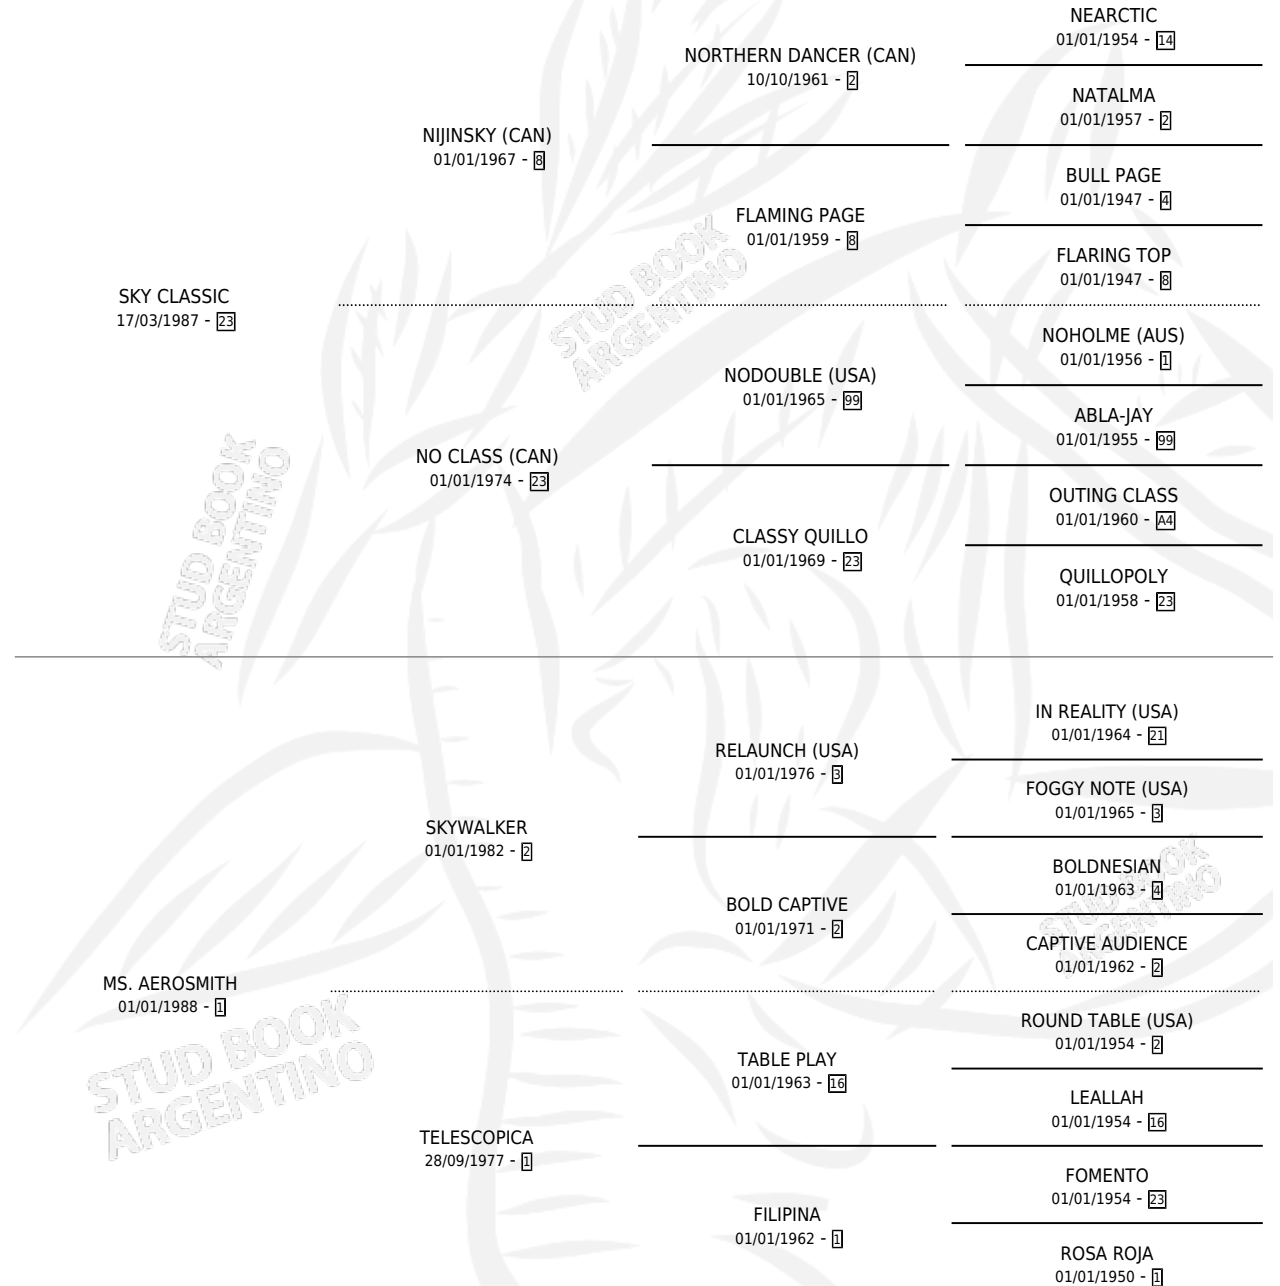 NEARCTIC
01/01/1954 - 14
NORTHERN DANCER (CAN)
10/10/1961 - 2
NATALMA
01/01/1957 - 2
NIJINSKY (CAN)
01/01/1967 - 8
BULL PAGE
01/01/1947 - 4
FLAMING PAGE
01/01/1959 - 8
FLARING TOP
01/01/1947 - 8
SKY CLASSIC
17/03/1987 - 23
NOHOLME (AUS)
01/01/1956 - 1
NODOUBLE (USA)
01/01/1965 - 99
ABLA-JAY
01/01/1955 - 99
NO CLASS (CAN)
01/01/1974 - 23
OUTING CLASS
01/01/1960 - A4
CLASSY QUILLO
01/01/1969 - 23
QUILLOPOLY
01/01/1958 - 23
IN REALITY (USA)
01/01/1964 - 21
RELAUNCH (USA)
01/01/1976 - 3
FOGGY NOTE (USA)
01/01/1965 - 3
SKYWALKER
01/01/1982 - 2
BOLDNESIAN
01/01/1963 - 4
BOLD CAPTIVE
01/01/1971 - 2
CAPTIVE AUDIENCE
01/01/1962 - 2
MS. AEROSMITH
01/01/1988 - 1
ROUND TABLE (USA)
01/01/1954 - 2
TABLE PLAY
01/01/1963 - 16
LEALLAH
01/01/1954 - 16
TELESCOPICA
28/09/1977 - 1
FOMENTO
01/01/1954 - 23
FILIPINA
01/01/1962 - 1
ROSA ROJA
01/01/1950 - 1
STUD BOOK
ARGENTINO
STUD BOOK
ARGENTINO
STUD BOOK
ARGENTINO
STUD BOOK
ARGENTINO